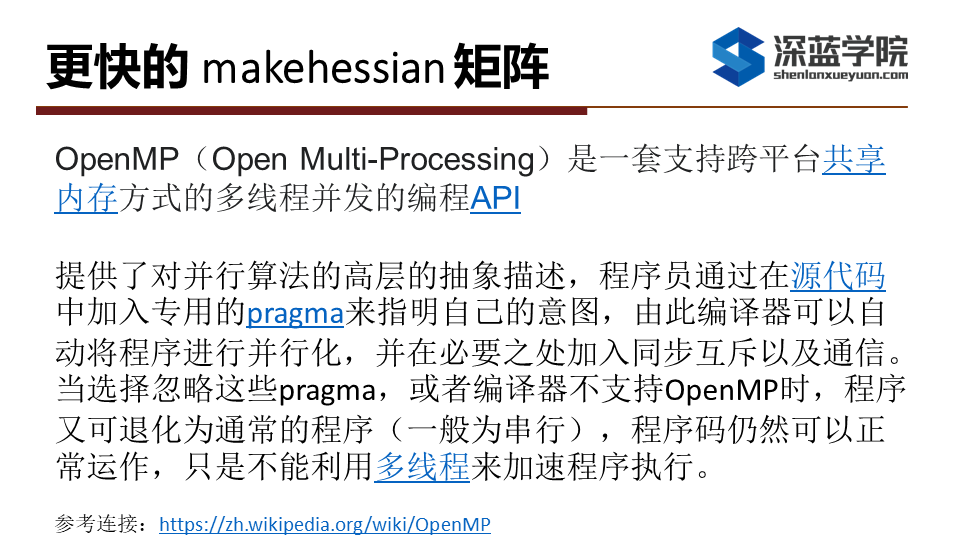 更快的 makehessian 矩阵
深蓝学院
shenlanxueyuan.com
OpenMP（Open Multi-Processing）是一套支持跨平台共享
内存方式的多线程并发的编程API
提供了对并行算法的高层的抽象描述，程序员通过在源代码
中加入专用的pragma来指明自己的意图，由此编译器可以自
动将程序进行并行化，并在必要之处加入同步互斥以及通信。
当选择忽略这些pragma，或者编译器不支持OpenMP时，程序
又可退化为通常的程序（一般为串行），程序码仍然可以正
常运作，只是不能利用多线程来加速程序执行。
参考连接：https://zh.wikipedia.org/wiki/OpenMP